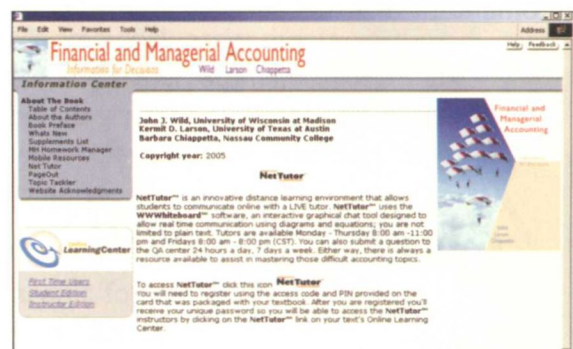 File Edit View Favorites Tools Help
Address
Financial and Managerial Accounting
Information for Decisions Wild Larson Chiappetta
Help Feedback
Information Center
About The Book
Table of Contents
About the Authors
Book Preface
Whats New
Supplements List
MH Homework Manager
Mobile Resources
Net Tutor
PageOut
Topic Tackler
Website Acknowledgments
LearningCenter
First Time Users
Student Edition
Instructor Edition
John J. Wild, University of Wisconsin at Madison
Kermit D. Larson, University of Texas at Austin
Barbara Chiappetta, Nassau Community College
Copyright year: 2005
NetTutor
NetTutor™ is an innovative distance learning environment that allows
students to communicate online with a LIVE tutor. NetTutor™ uses the
WWWhiteboard™ software, an interactive graphical chat tool designed to
allow real time communication using diagrams and equations; you are not
limited to plain text. Tutors are available Monday - Thursday 8:00 am -11:00
pm and Fridays 8:00 am - 8:00 pm (CST). You can also submit a question to
the QA center 24 hours a day, 7 days a week. Either way, there is always a
resource available to assist in mastering those difficult accounting topics.
To access NetTutor™ click this icon NetTutor
You will need to register using the access code and PIN provided on the
card that was packaged with your textbook. After you are registered you'll
receive your unique password so you will be able to access the NetTutor™
instructors by clicking on the NetTutor™ link on your text's Online Learning
Center.
Financial and
Managerial
Accounting